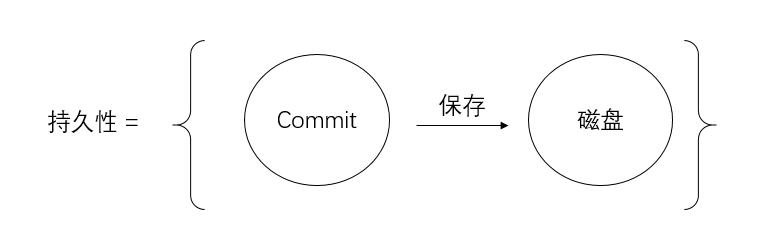 持久性 =
Commit
保存
磁盘